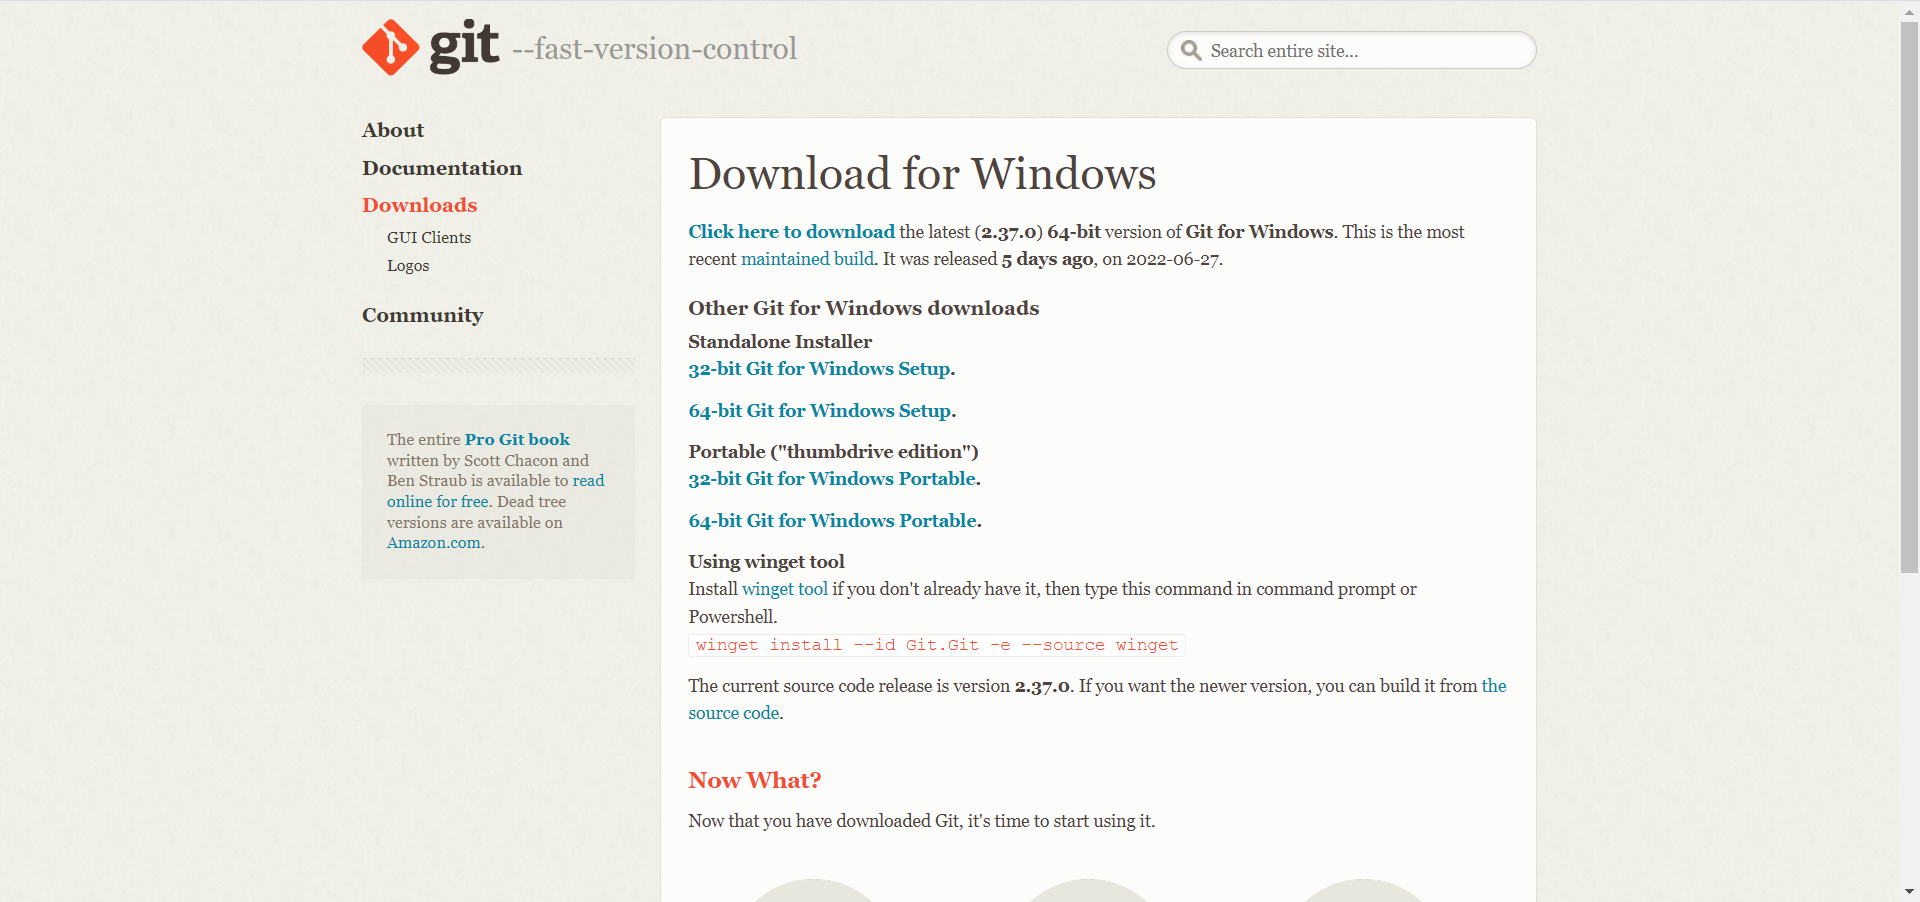 git --fast-version-control
Search entire site...
About
Documentation
Downloads
GUI Clients
Logos
Community
The entire Pro Git book
written by Scott Chacon and
Ben Straub is available to read
online for free. Dead tree
versions are available on
Amazon.com.
Download for Windows
Click here to download the latest (2.37.0) 64-bit version of Git for Windows. This is the most
recent maintained build. It was released 5 days ago, on 2022-06-27.
Other Git for Windows downloads
Standalone Installer
32-bit Git for Windows Setup.
64-bit Git for Windows Setup.
Portable ("thumbdrive edition")
32-bit Git for Windows Portable.
64-bit Git for Windows Portable.
Using winget tool
Install winget tool if you don't already have it, then type this command in command prompt or
Powershell.
winget install --id Git.Git -e --source winget
The current source code release is version 2.37.0. If you want the newer version, you can build it from the
source code.
Now What?
Now that you have downloaded Git, it's time to start using it.